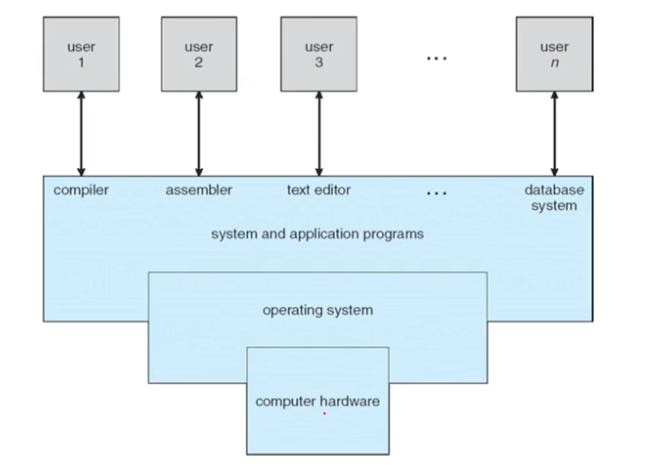 user
1
user
2
user
3
...
user
n
compiler
assembler
text editor
...
database
system
system and application programs
operating system
computer hardware